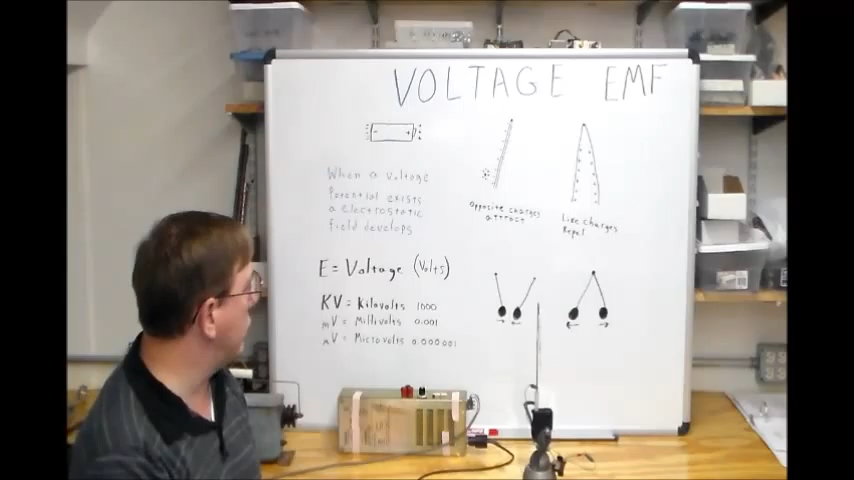 VOLTAGE EMF
- +
When a voltage
Potential exists
a electrostatic
field develops
Opposite charges
attract
Like charges
Repel
E = Voltage (Volts)
KV = Kilovolts 1000
mV = Millivolts 0.001
µV = Microvolts 0.000001